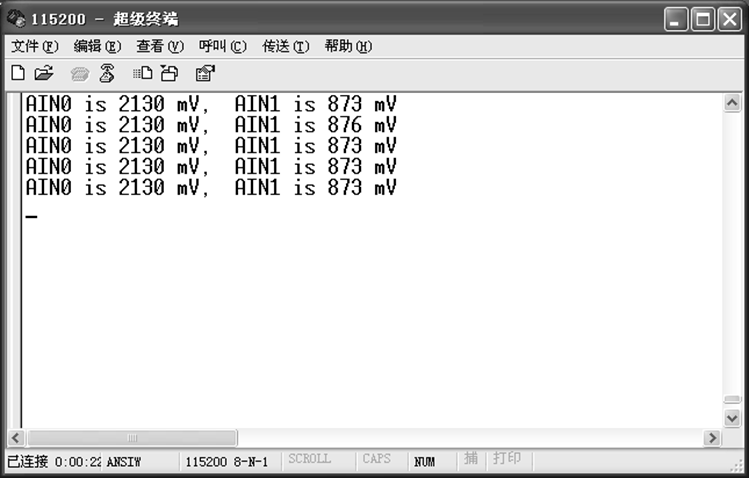 115200 - 超级终端
文件(F) 编辑(E) 查看(V) 呼叫(C) 传送(T) 帮助(H)
AIN0 is 2130 mV, AIN1 is 873 mV
AIN0 is 2130 mV, AIN1 is 876 mV
AIN0 is 2130 mV, AIN1 is 873 mV
AIN0 is 2130 mV, AIN1 is 873 mV
AIN0 is 2130 mV, AIN1 is 873 mV
_
已连接 0:00:22 ANSIW 115200 8-N-1 SCROLL CAPS NUM 捕 打印